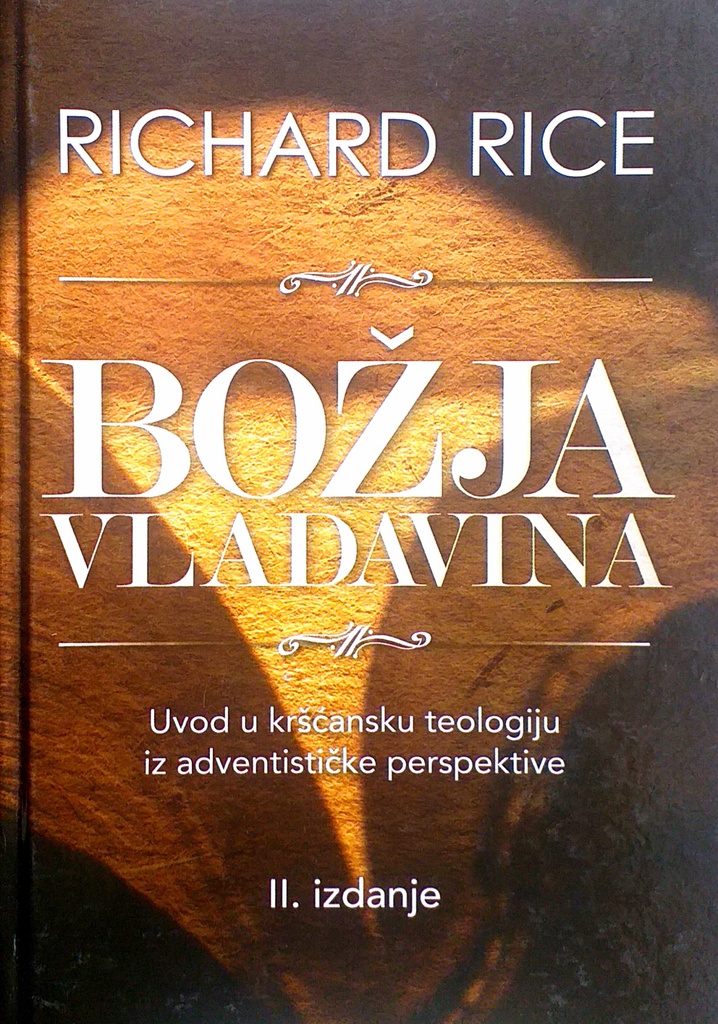 RICHARD RICE
BOŽJA
VLADAVINA
Uvod u kršćansku teologiju
iz adventističke perspektive
II. izdanje